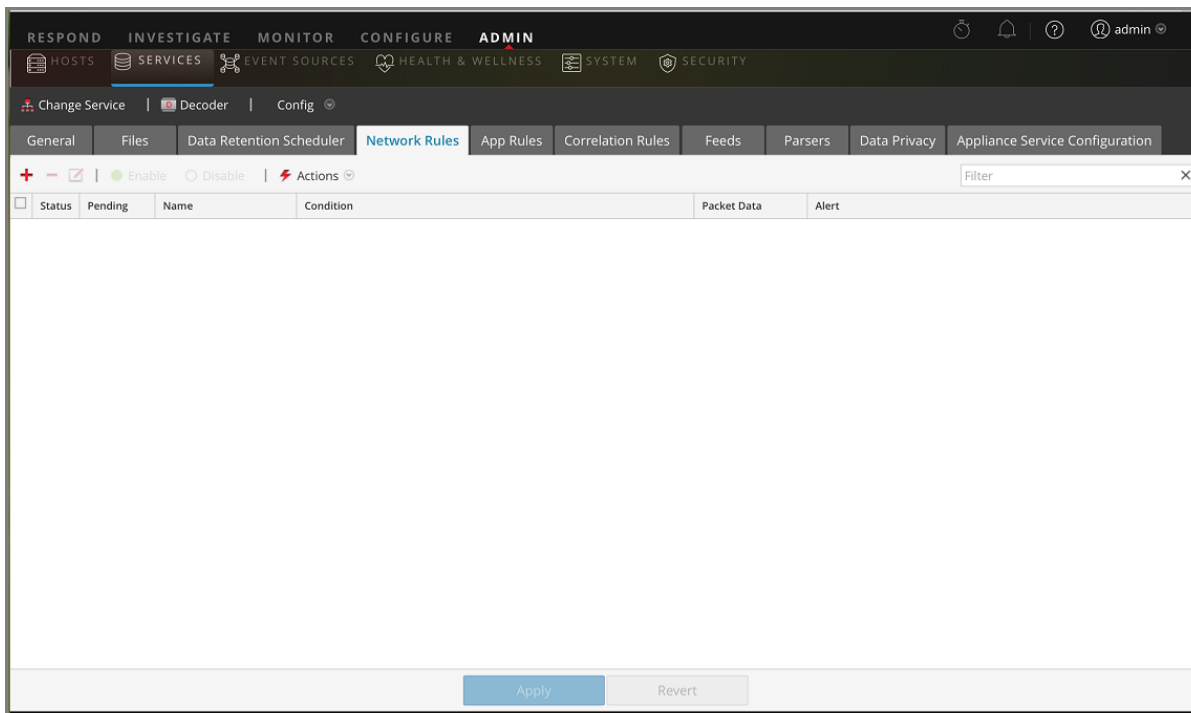 RESPOND INVESTIGATE MONITOR CONFIGURE ADMIN ? admin
HOSTS SERVICES EVENT SOURCES HEALTH & WELLNESS SYSTEM SECURITY
Change Service | Decoder | Config
General Files Data Retention Scheduler Network Rules App Rules Correlation Rules Feeds Parsers Data Privacy Appliance Service Configuration
Enable Disable | Actions Filter
Status Pending Name Condition Packet Data Alert
Apply Revert